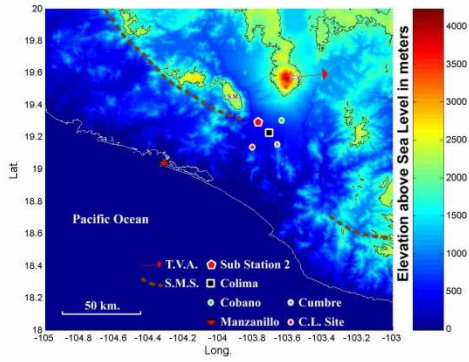 20
19.8
19.6
19.4
19.2
19
18.8
18.6
18.4
18.2
18
Lat.
S.M.
Pacific Ocean
T.V.A.
Sub Station 2
S.M.S.
Colima
Cobano
Cumbre
Manzanillo
C.L. Site
50 km.
-105 -104.8 -104.6 -104.4 -104.2 -104 -103.8 -103.6 -103.4 -103.2 -103
Long.
4000
3500
3000
2500
2000
1500
1000
500
0
Elevation above Sea Level in meters